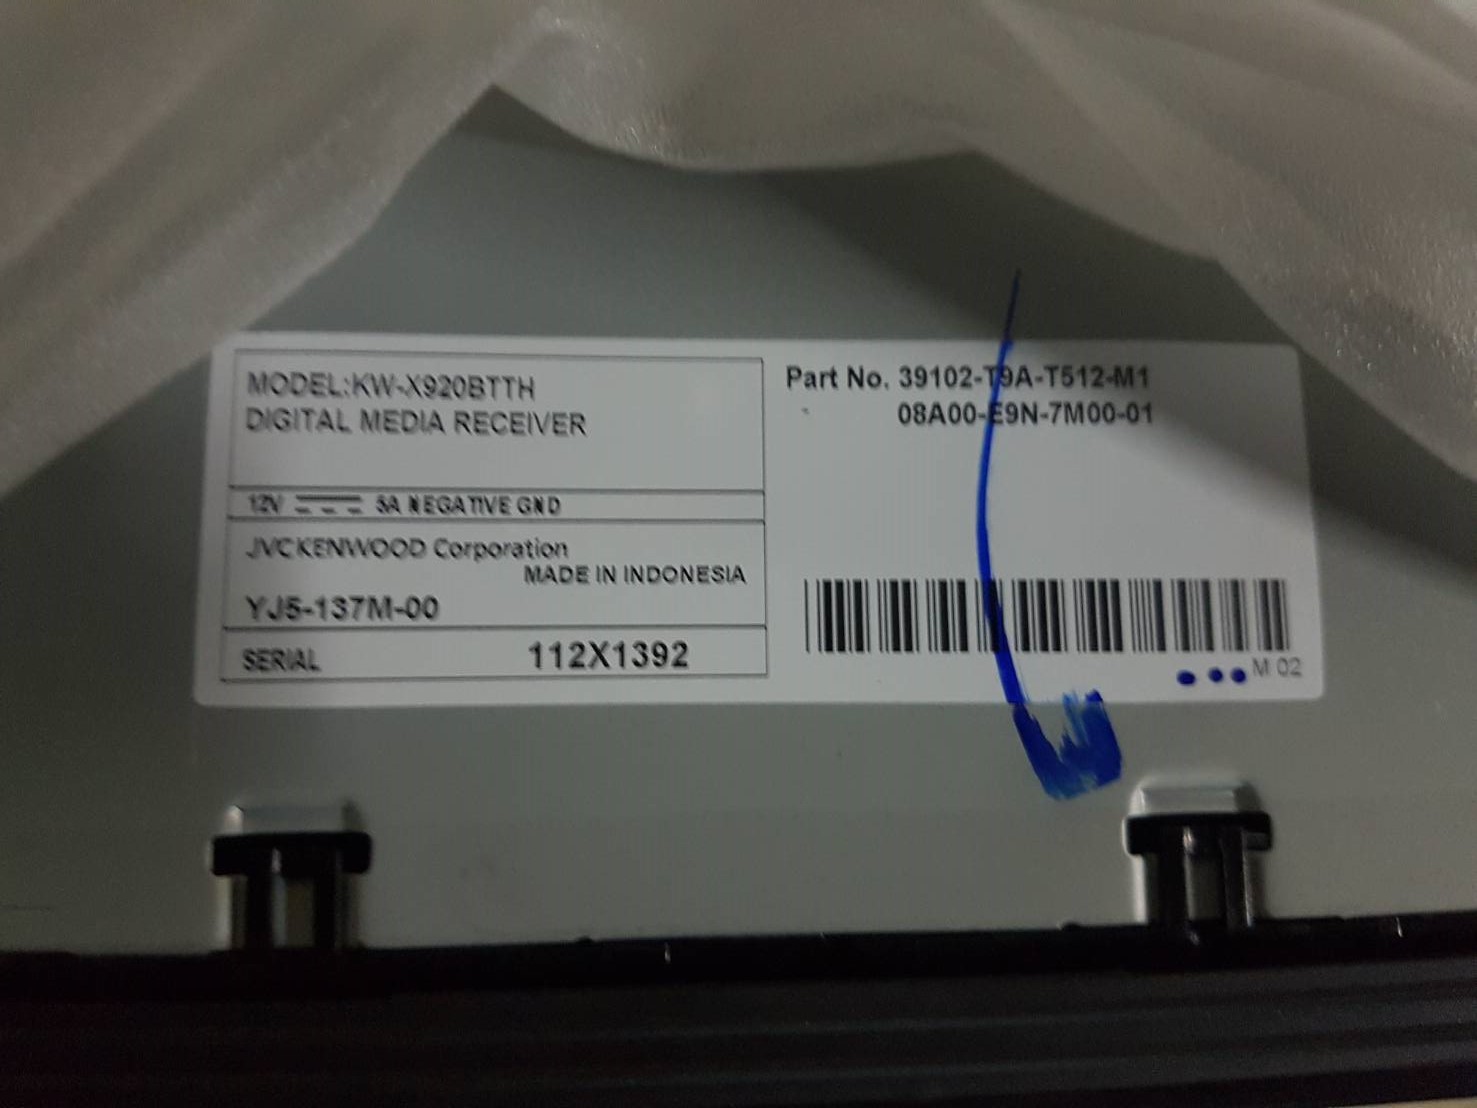 MODEL:KW-X920BTTH
DIGITAL MEDIA RECEIVER
12V 5A NEGATIVE GND
JVCKENWOOD Corporation
MADE IN INDONESIA
YJ5-137M-00
SERIAL 112X1392
Part No. 39102-T9A-T512-M1
08A00-E9N-7M00-01
M 02